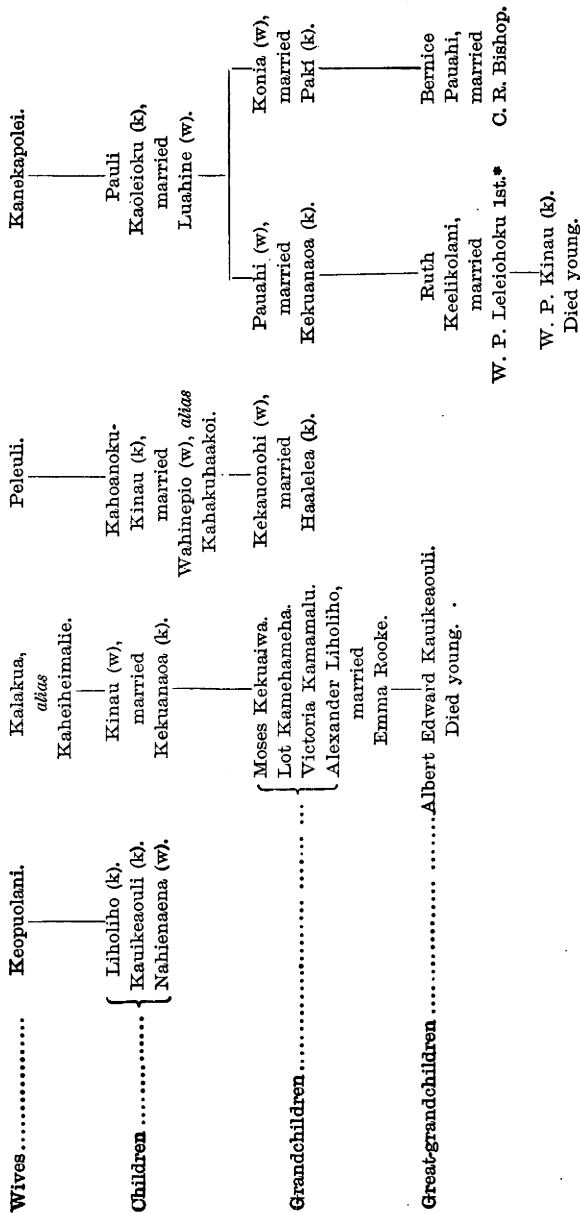 Wives.................
Keopuolani.
Kalakua,
alias
Kaheiheimalie.
Peleuli.
Kanekapolei.
Children.............
Liholiho (k).
Kauikeaouli (k).
Nahienaena (w).
Kinau (w),
married
Kekuanaoa (k).
Kahoanoku-
Kinau (k),
married
Wahinepio (w), alias
Kahakuhaakoi.
Pauli
Kaòleioku (k),
married
Luahine (w).
Grandchildren.......................... ...
Moses Kekuaiwa.
Lot Kamehameha.
Victoria Kamamalu.
Alexander Liholiho,
married
Emma Rooke.
Kekauonohi (w),
married
Haalelea (k).
Pauahi (w),
married
Kekuanaoa (k).
Konia (w),
married
Pakí (k).
Great-grandchildren.......................Albert Edward Kauikeaouli.
Died young.
Ruth
Keelikolani,
married
W. P. Leleiohoku 1st.*
W. P. Kinau (k).
Died young.
Bernice
Pauahi,
married
C. R. Bishop.